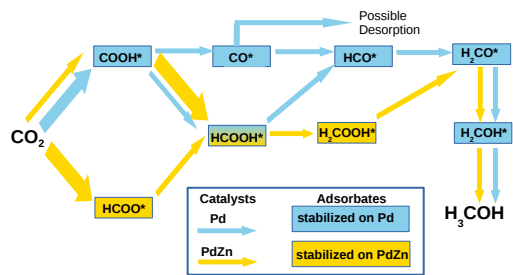 Possible
Desorption
COOH*
CO*
HCO*
H₂CO*
CO₂
HCOOH*
H₂COOH*
H₂COH*
HCOO*
H₃COH
Catalysts
Adsorbates
Pd
stabilized on Pd
PdZn
stabilized on PdZn